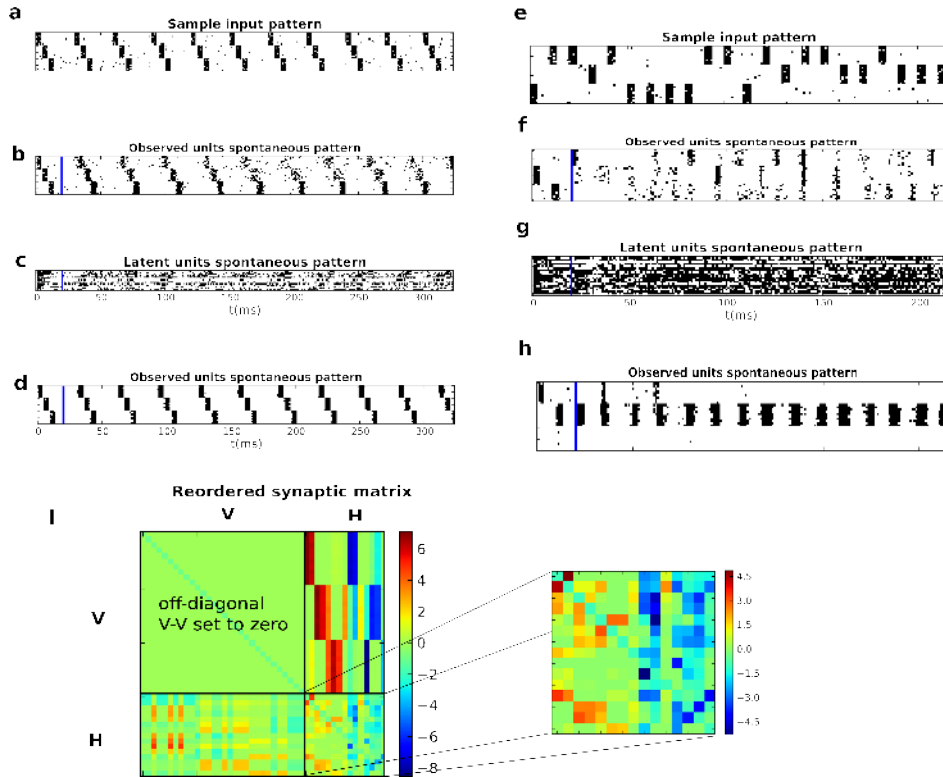 a
Sample input pattern
b
Observed units spontaneous pattern
c
Latent units spontaneous pattern
0 50 100 150 200 250 300
t(ms)
d
Observed units spontaneous pattern
0 50 100 150 200 250 300
t(ms)
e
Sample input pattern
f
Observed units spontaneous pattern
g
Latent units spontaneous pattern
0 50 100 150 200
t(ms)
h
Observed units spontaneous pattern
I
Reordered synaptic matrix
V H
V
off-diagonal
V-V set to zero
H
6
4
2
0
−2
−4
−6
−8
4.5
3.0
1.5
0.0
−1.5
−3.0
−4.5